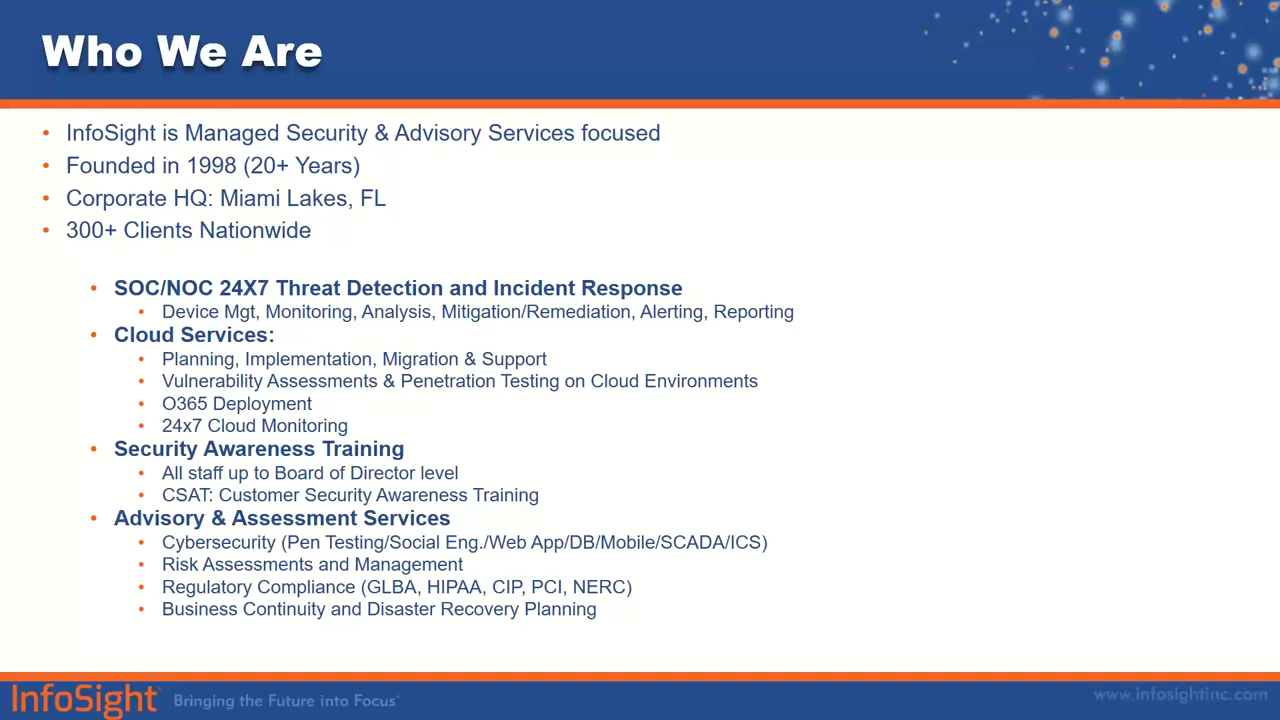 Who We Are
• InfoSight is Managed Security & Advisory Services focused
• Founded in 1998 (20+ Years)
• Corporate HQ: Miami Lakes, FL
• 300+ Clients Nationwide
• SOC/NOC 24X7 Threat Detection and Incident Response
• Device Mgt, Monitoring, Analysis, Mitigation/Remediation, Alerting, Reporting
• Cloud Services:
• Planning, Implementation, Migration & Support
• Vulnerability Assessments & Penetration Testing on Cloud Environments
• O365 Deployment
• 24x7 Cloud Monitoring
• Security Awareness Training
• All staff up to Board of Director level
• CSAT: Customer Security Awareness Training
• Advisory & Assessment Services
• Cybersecurity (Pen Testing/Social Eng./Web App/DB/Mobile/SCADA/ICS)
• Risk Assessments and Management
• Regulatory Compliance (GLBA, HIPAA, CIP, PCI, NERC)
• Business Continuity and Disaster Recovery Planning
InfoSight Bringing the Future into Focus www.infosightinc.com